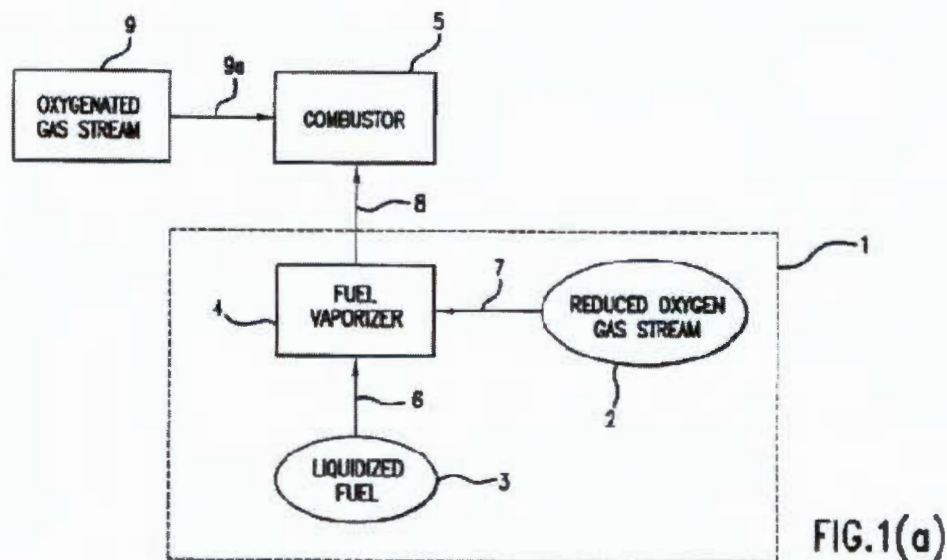 9
5
9a
OXYGENATED
GAS STREAM
COMBUSTOR
8
1
7
4
FUEL
VAPORIZER
REDUCED OXYGEN
GAS STREAM
6
2
LIQUIDIZED
FUEL
3
FIG.1(a)